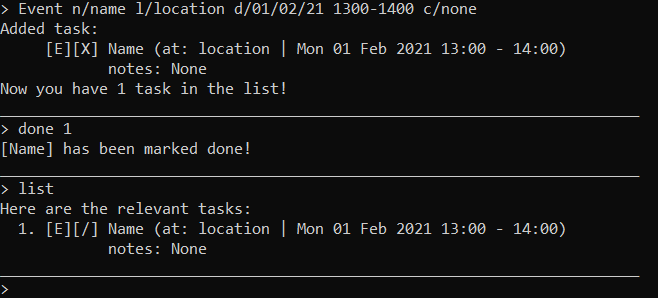 > Event n/name l/location d/01/02/21 1300-1400 c/none
Added task:
[E][X] Name (at: location | Mon 01 Feb 2021 13:00 - 14:00)
notes: None
Now you have 1 task in the list!
> done 1
[Name] has been marked done!
> list
Here are the relevant tasks:
1. [E][/] Name (at: location | Mon 01 Feb 2021 13:00 - 14:00)
notes: None
>